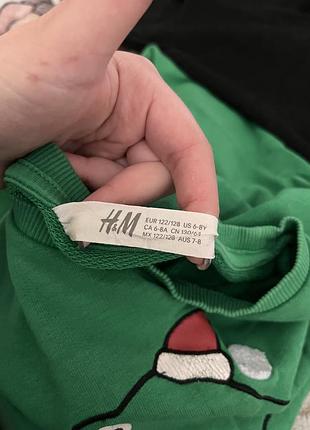 H&M
EUR 122/128 US 6-8Y
CA 6-8A CN 130/64
MX 122/128 AUS 7-8